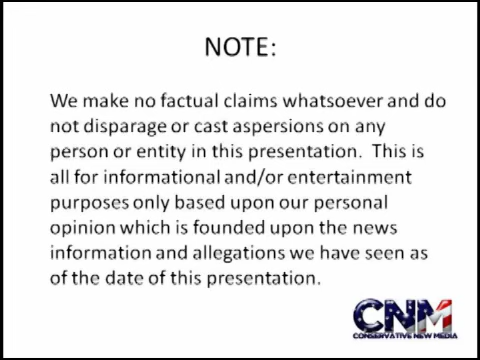 NOTE:
We make no factual claims whatsoever and do
not disparage or cast aspersions on any
person or entity in this presentation.  This is
all for informational and/or entertainment
purposes only based upon our personal
opinion which is founded upon the news
information and allegations we have seen as
of the date of this presentation.
CNM
CONSERVATIVE NEW MEDIA